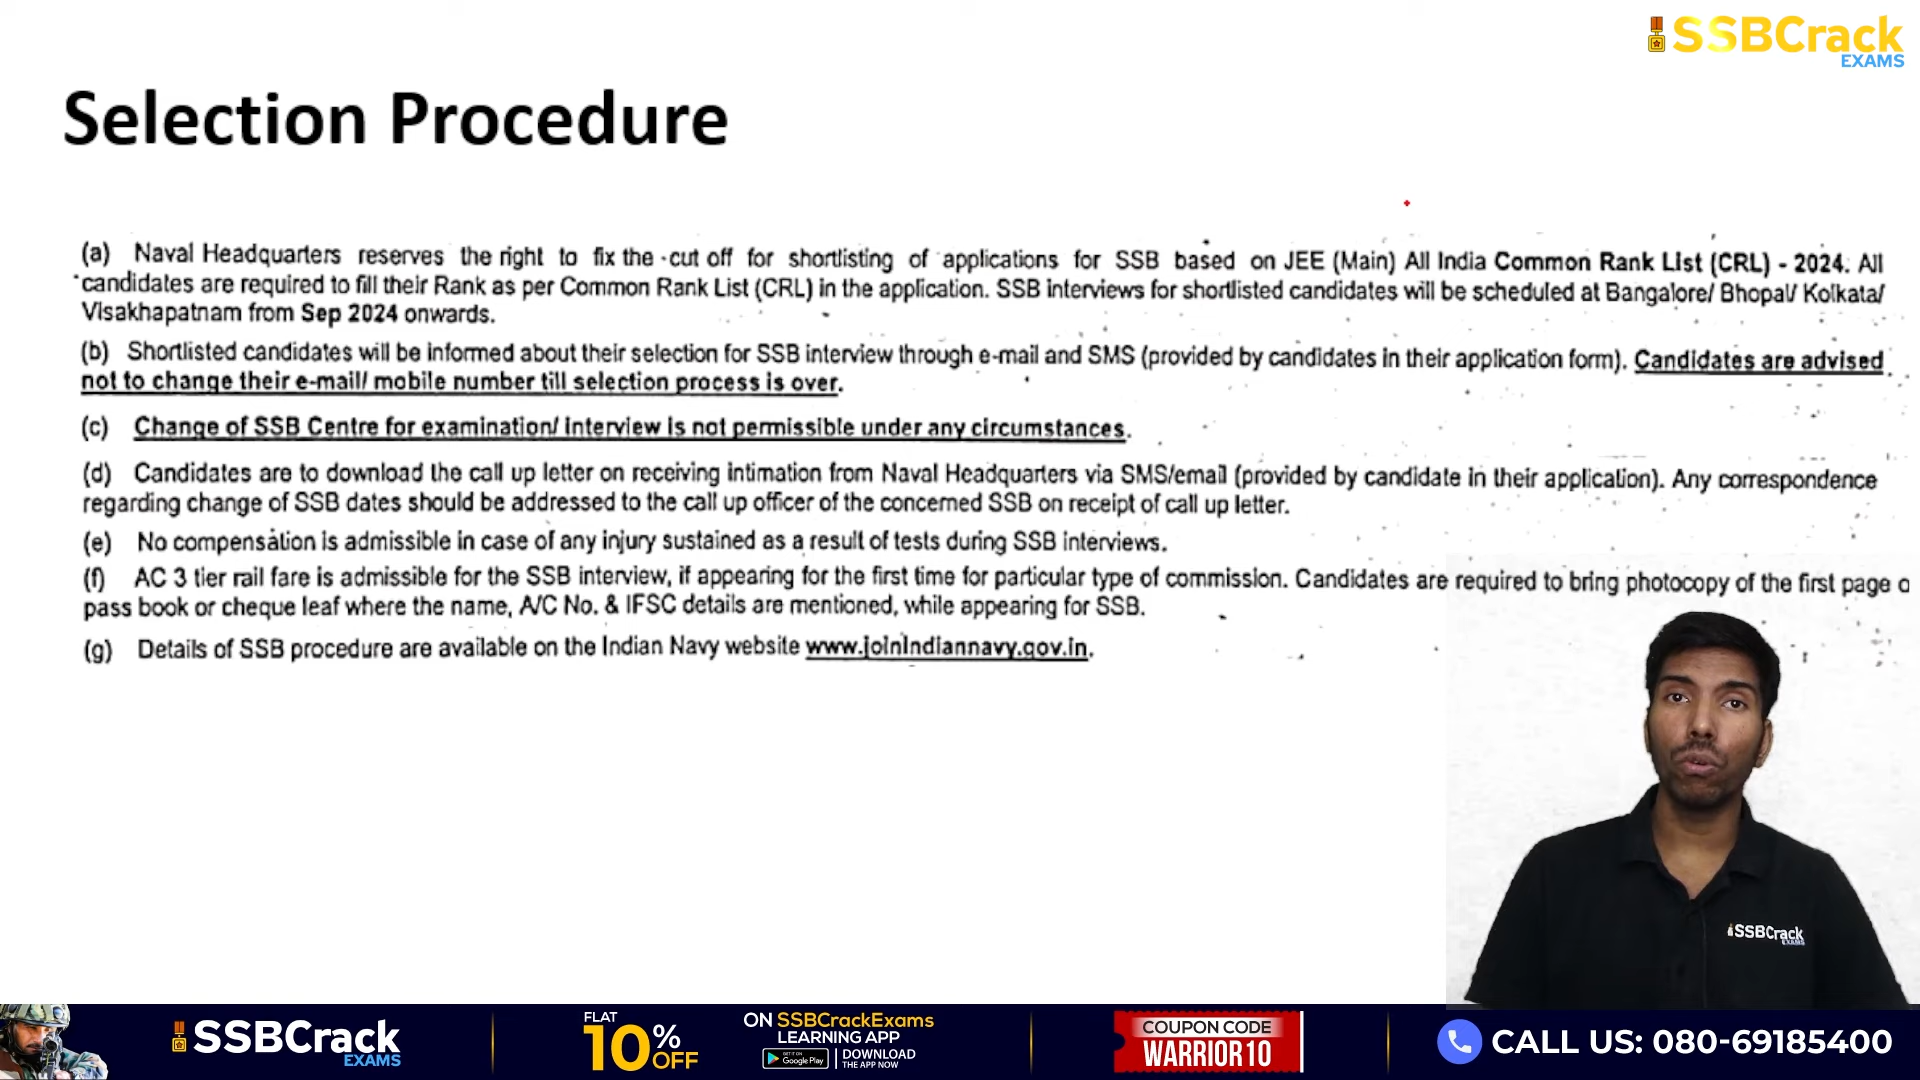 SSBCrack
EXAMS
Selection Procedure
(a) Naval Headquarters reserves the right to fix the cut off for shortlisting of applications for SSB based on JEE (Main) All India Common Rank List (CRL) - 2024. All
candidates are required to fill their Rank as per Common Rank List (CRL) in the application. SSB interviews for shortlisted candidates will be scheduled at Bangalore/ Bhopal/ Kolkata/
Visakhapatnam from Sep 2024 onwards.
(b) Shortlisted candidates will be informed about their selection for SSB interview through e-mail and SMS (provided by candidates in their application form). Candidates are advised
not to change their e-mail/ mobile number till selection process is over.
(c) Change of SSB Centre for examination/ interview is not permissible under any circumstances.
(d) Candidates are to download the call up letter on receiving intimation from Naval Headquarters via SMS/email (provided by candidate in their application). Any correspondence
regarding change of SSB dates should be addressed to the call up officer of the concerned SSB on receipt of call up letter.
(e) No compensation is admissible in case of any injury sustained as a result of tests during SSB interviews.
(f) AC 3 tier rail fare is admissible for the SSB interview, if appearing for the first time for particular type of commission. Candidates are required to bring photocopy of the first page o
pass book or cheque leaf where the name, A/C No. & IFSC details are mentioned, while appearing for SSB.
(g) Details of SSB procedure are available on the Indian Navy website www.joinindiannavy.gov.in.
SSBCrack
EXAMS
SSBCrack
EXAMS
FLAT
10% OFF
ON SSBCrackExams
LEARNING APP
GET IT ON
Google Play
DOWNLOAD
THE APP NOW
COUPON CODE
WARRIOR10
CALL US: 080-69185400